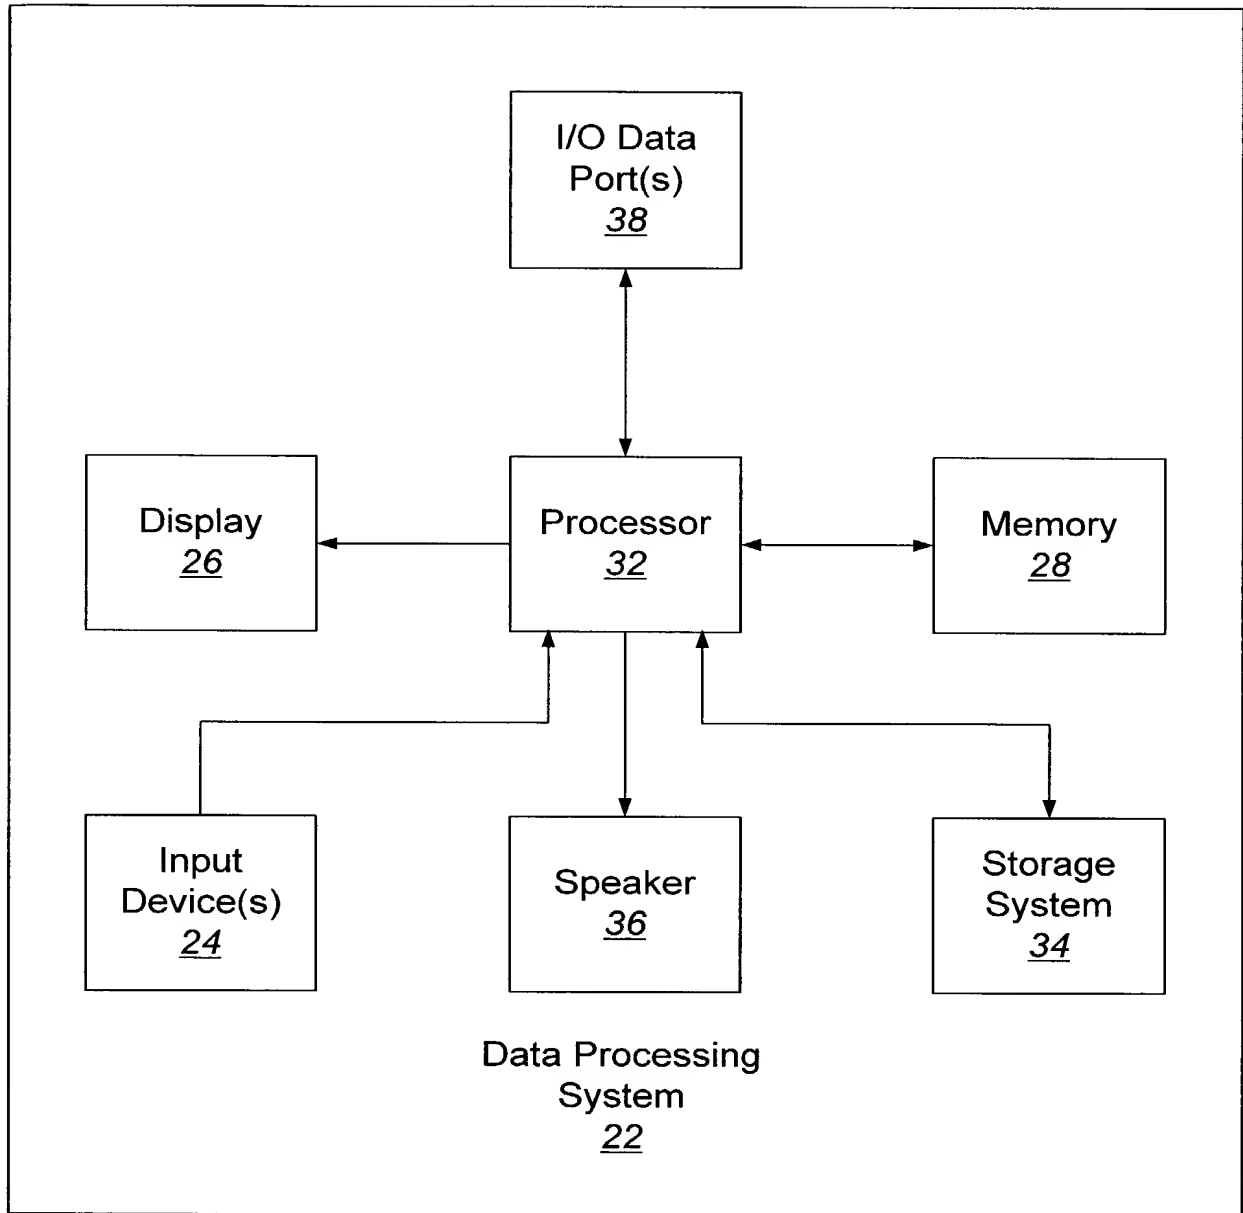 I/O Data
Port(s)
38
Display
26
Processor
32
Memory
28
Input
Device(s)
24
Speaker
36
Storage
System
34
Data Processing
System
22